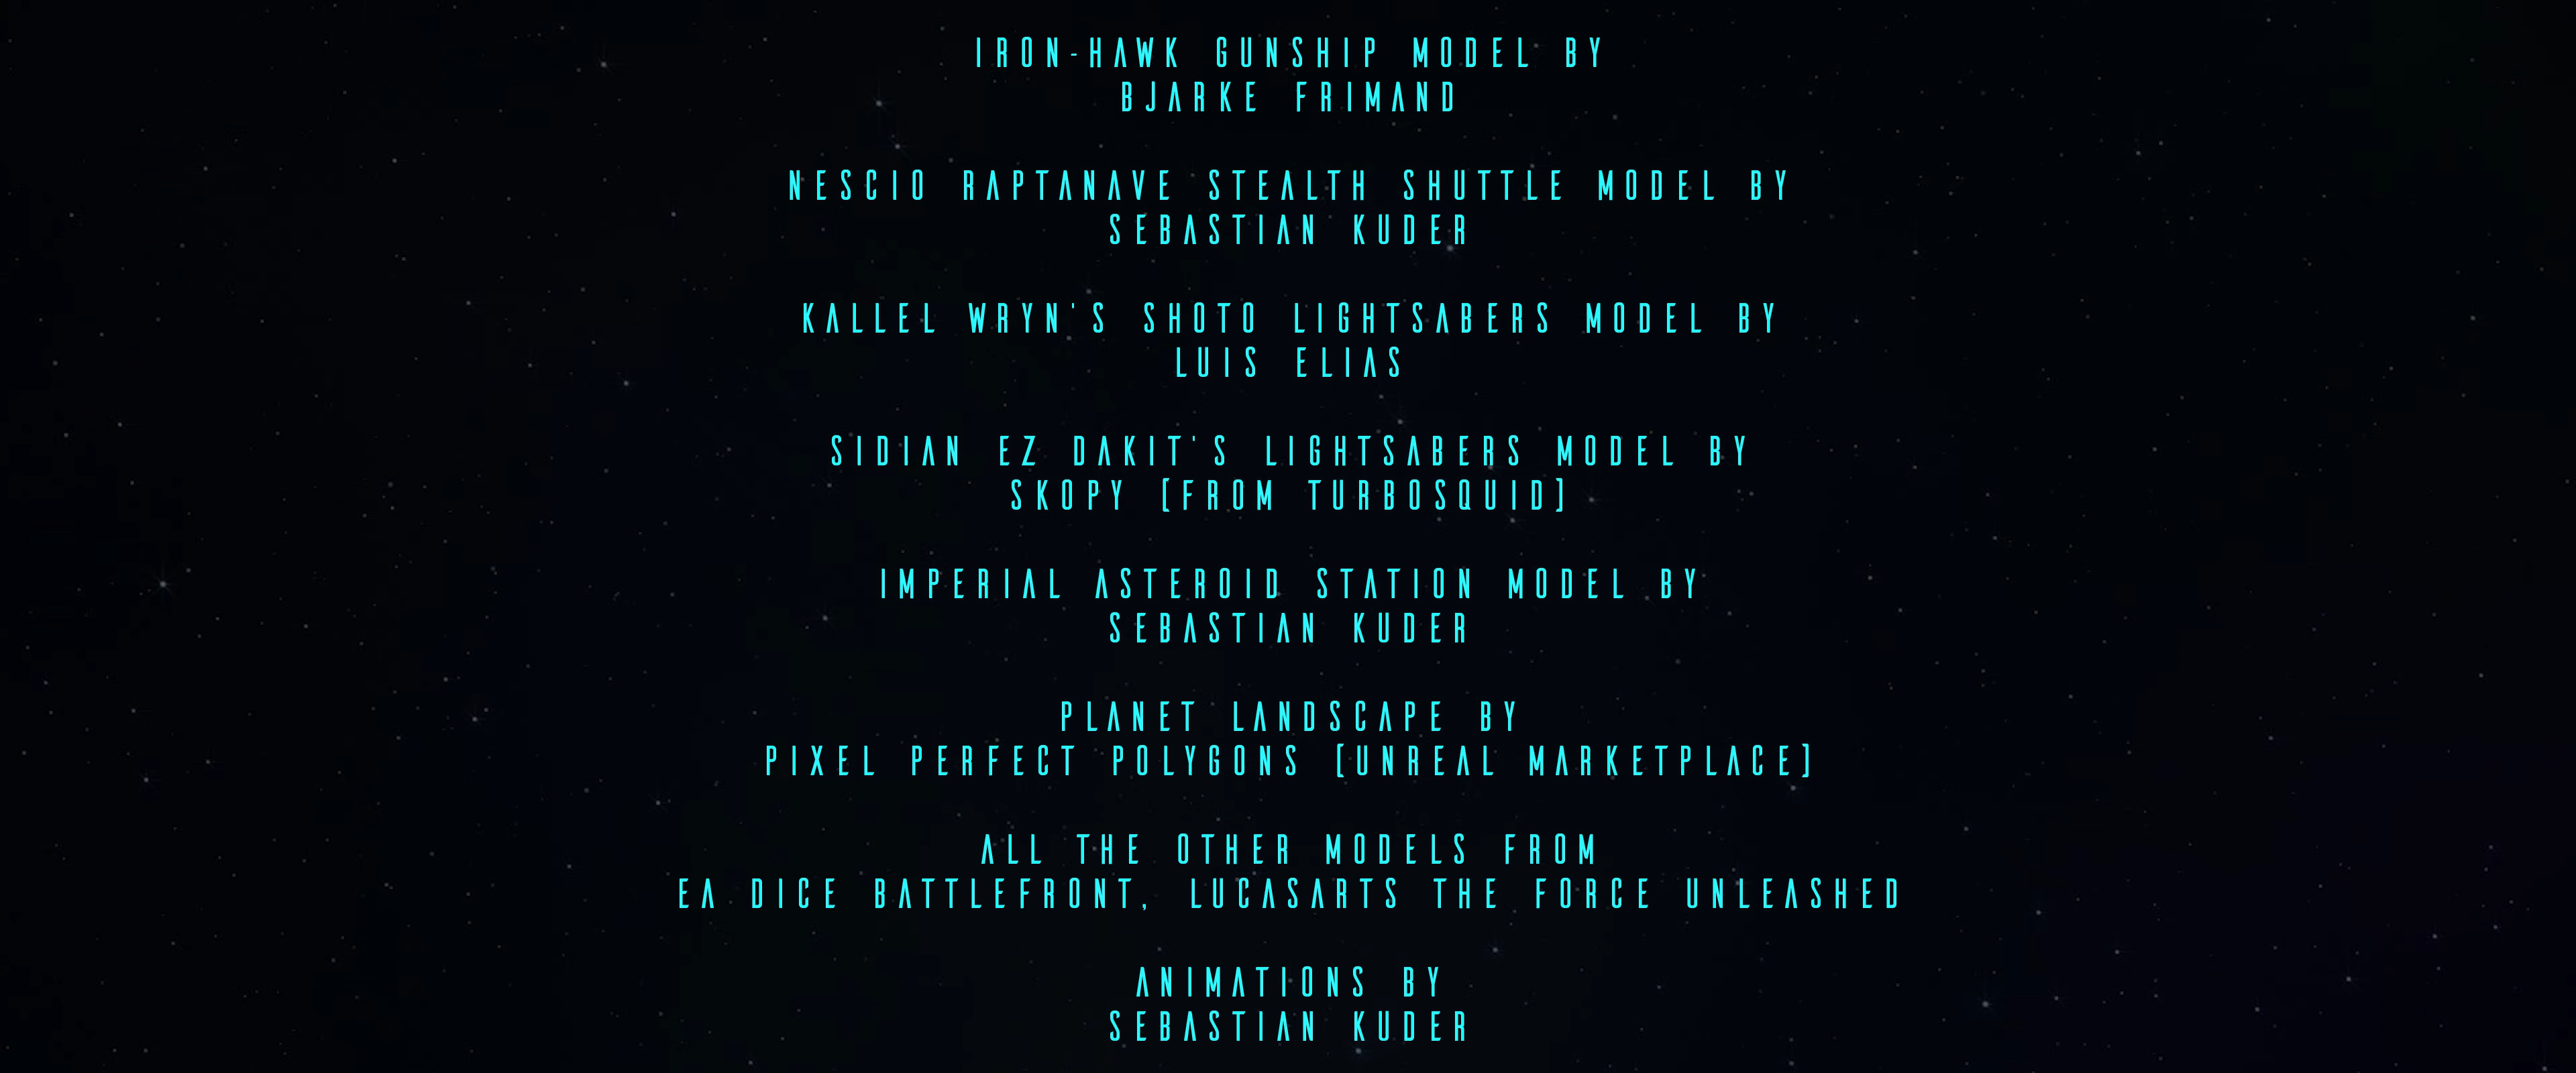 IRON-HAWK GUNSHIP MODEL BY
BJARKE FRIMAND
NESCIO RAPTANAVE STEALTH SHUTTLE MODEL BY
SEBASTIAN KUDER
KALLEL WRYN'S SHOTO LIGHTSABERS MODEL BY
LUIS ELIAS
SIDIAN EZ DAKIT'S LIGHTSABERS MODEL BY
SKOPY [FROM TURBOSQUID]
IMPERIAL ASTEROID STATION MODEL BY
SEBASTIAN KUDER
PLANET LANDSCAPE BY
PIXEL PERFECT POLYGONS [UNREAL MARKETPLACE]
ALL THE OTHER MODELS FROM
EA DICE BATTLEFRONT, LUCASARTS THE FORCE UNLEASHED
ANIMATIONS BY
SEBASTIAN KUDER